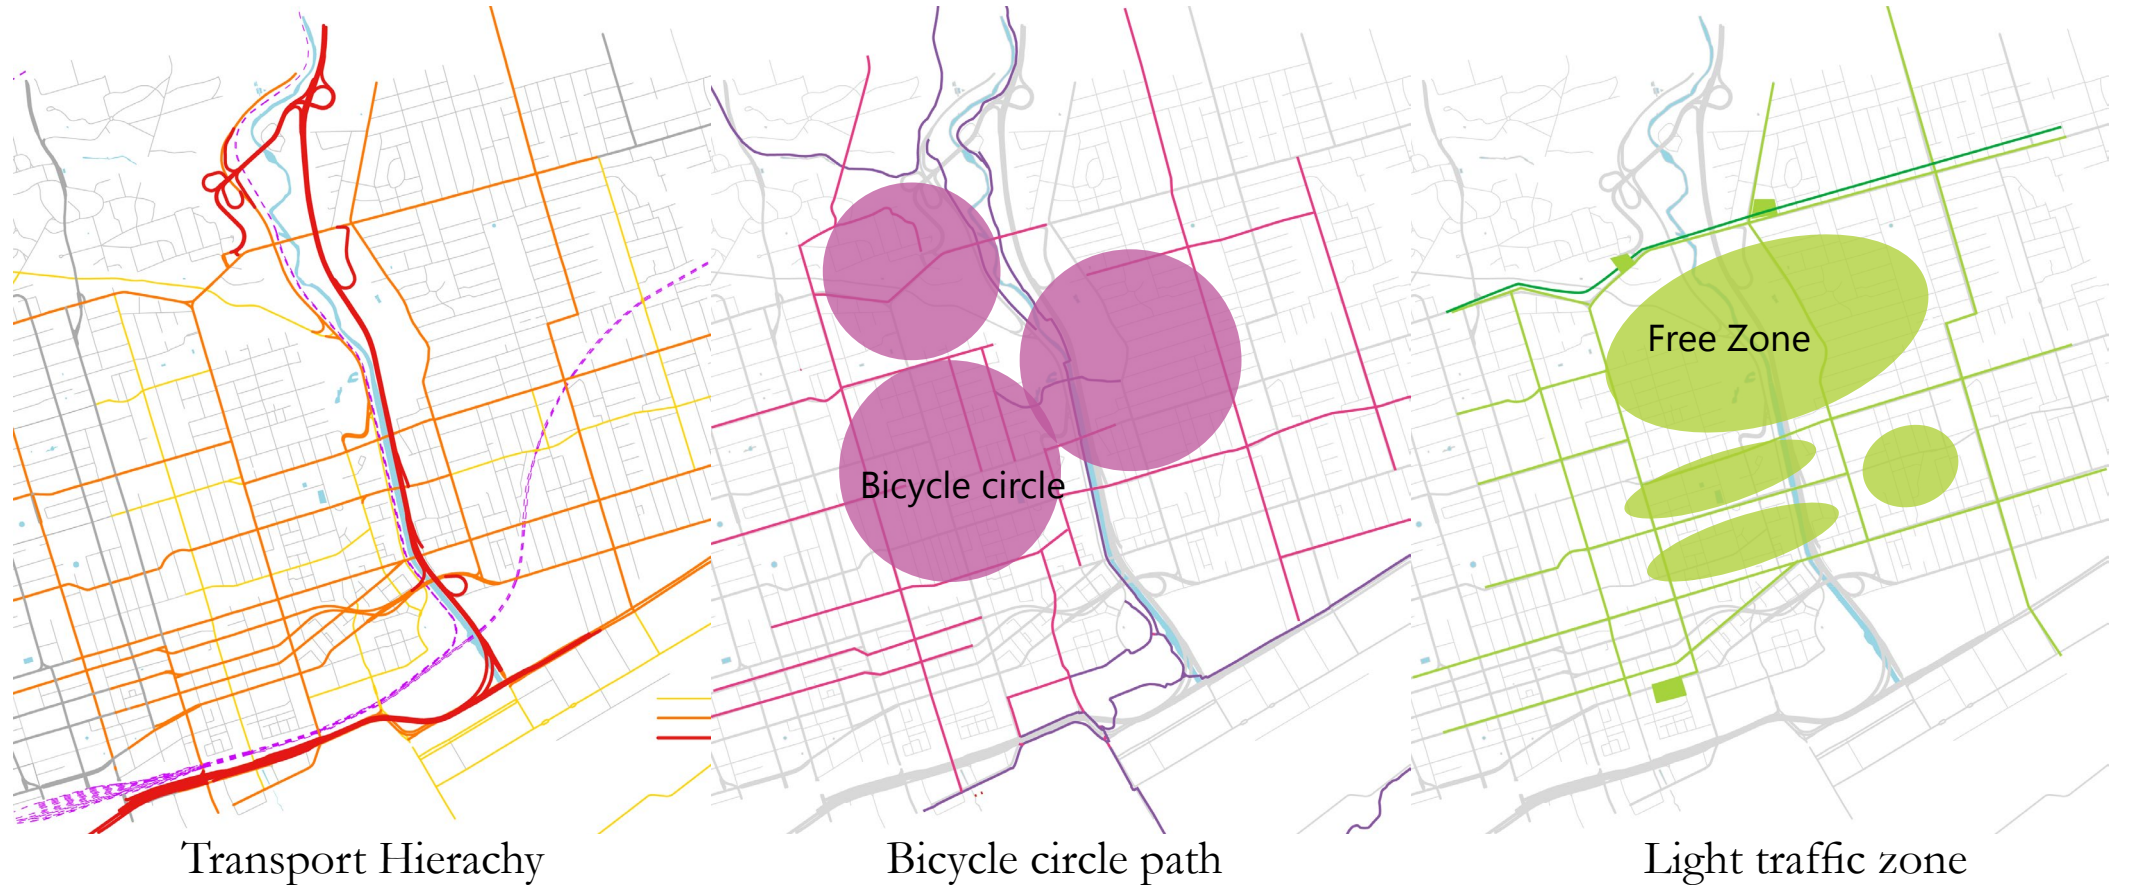 Free Zone
Bicycle circle
Transport Hierachy
Bicycle circle path
Light traffic zone